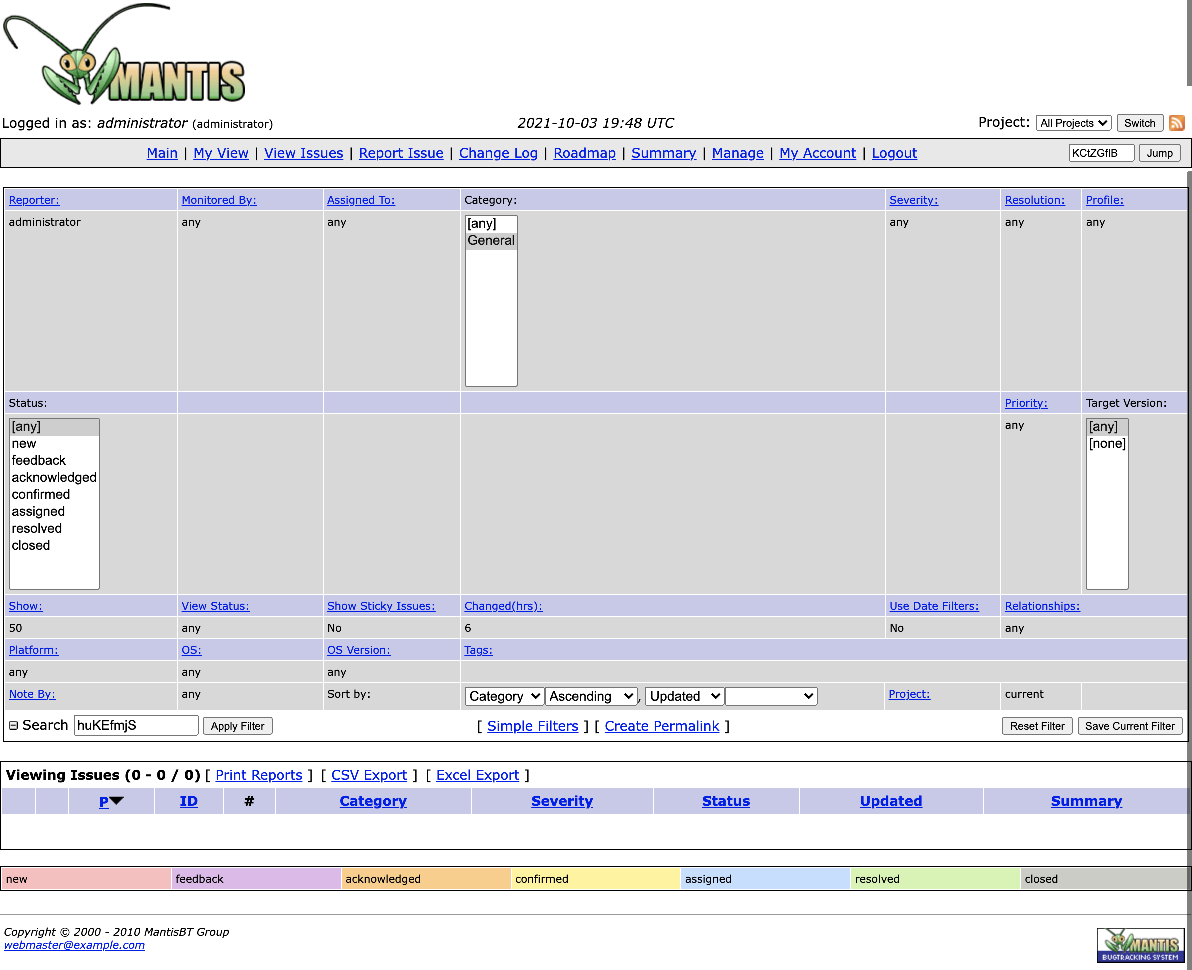 MANTIS
Logged in as: administrator (administrator)
2021-10-03 19:48 UTC
Project: All Projects Switch
Main | My View | View Issues | Report Issue | Change Log | Roadmap | Summary | Manage | My Account | Logout
KCtZGflB Jump
Reporter: Monitored By: Assigned To: Category: Severity: Resolution: Profile:
administrator any any [any] any any any
General
Status: Priority: Target Version:
[any] any [any]
new [none]
feedback
acknowledged
confirmed
assigned
resolved
closed
Show: View Status: Show Sticky Issues: Changed(hrs): Use Date Filters: Relationships:
50 any No 6 No any
Platform: OS: OS Version: Tags:
any any any
Note By: any Sort by: Category Ascending , Updated Project: current
Search huKEfmjS Apply Filter [ Simple Filters ] [ Create Permalink ] Reset Filter Save Current Filter
Viewing Issues (0 - 0 / 0) [ Print Reports ] [ CSV Export ] [ Excel Export ]
P ID # Category Severity Status Updated Summary
new feedback acknowledged confirmed assigned resolved closed
Copyright © 2000 - 2010 MantisBT Group
webmaster@example.com
MANTIS
BUGTRACKING SYSTEM